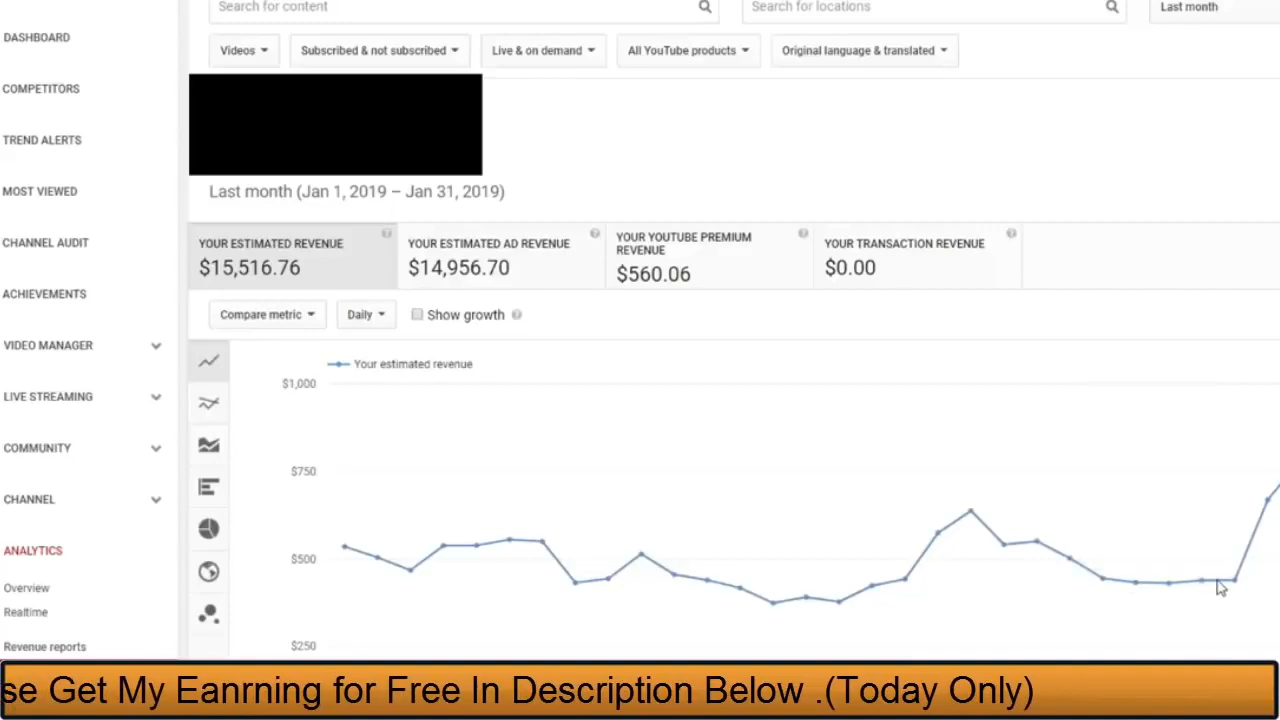 Search for content
Search for locations
Last month
Videos
Subscribed & not subscribed
Live & on demand
All YouTube products
Original language & translated
DASHBOARD
COMPETITORS
TREND ALERTS
MOST VIEWED
CHANNEL AUDIT
ACHIEVEMENTS
VIDEO MANAGER
LIVE STREAMING
COMMUNITY
CHANNEL
ANALYTICS
Overview
Realtime
Revenue reports
Last month (Jan 1, 2019 – Jan 31, 2019)
YOUR ESTIMATED REVENUE
$15,516.76
YOUR ESTIMATED AD REVENUE
$14,956.70
YOUR YOUTUBE PREMIUM
REVENUE
$560.06
YOUR TRANSACTION REVENUE
$0.00
Compare metric
Daily
Show growth
Your estimated revenue
$1,000
$750
$500
$250
se Get My Eanrning for Free In Description Below .(Today Only)